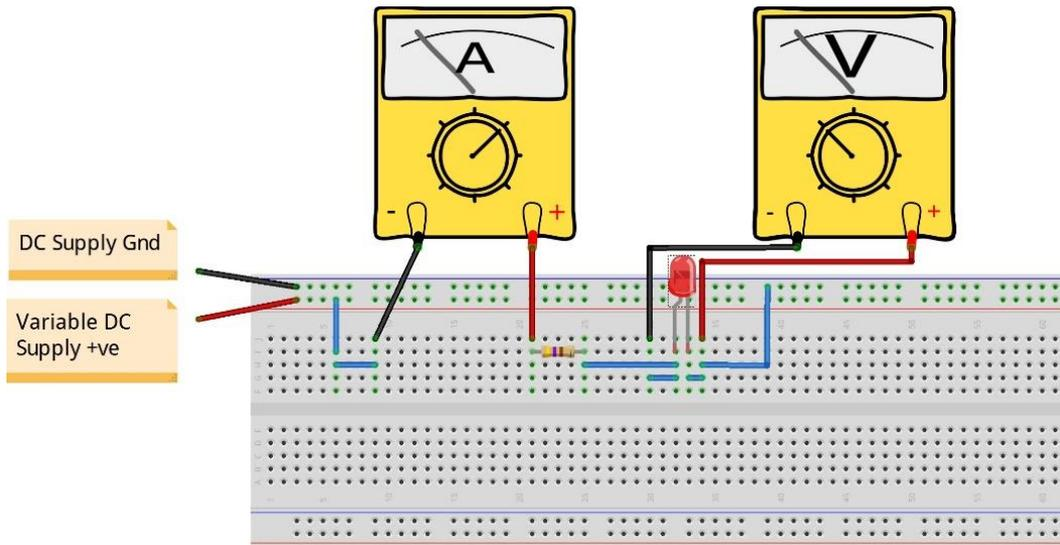 A
V
-
+
-
+
DC Supply Gnd
Variable DC
Supply +ve